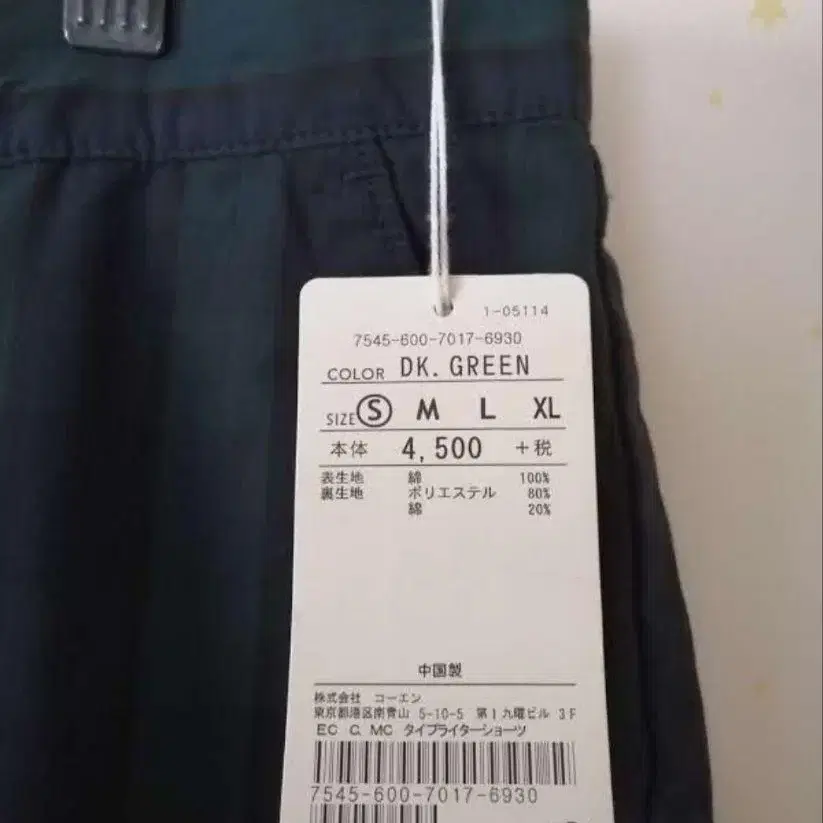 1-05114
7545-600-7017-6930
COLOR DK. GREEN
SIZE S M L XL
本体 4,500 +税
表生地 綿 100%
裏生地 ポリエステル 80%
綿 20%
中国製
株式会社 コーエン
東京都港区南青山 5-10-5 第1九曜ビル 3F
EC C. MC タイプライターショーツ
7545-600-7017-6930